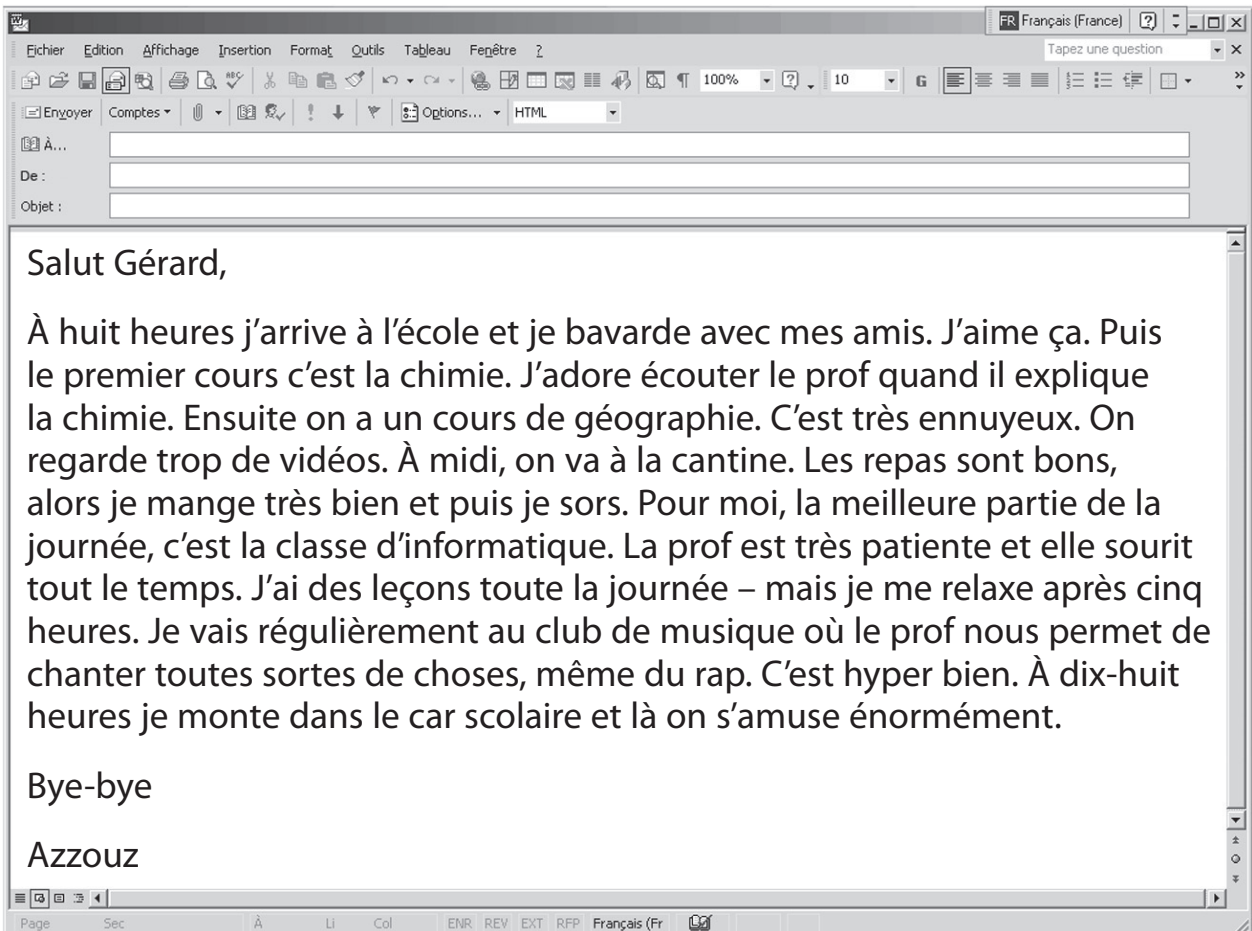 FR Français (France)
Fichier Edition Affichage Insertion Format Outils Tableau Fenêtre ?
Tapez une question
100% 10 G
Envoyer Comptes Options... HTML
À...
De :
Objet :
Salut Gérard,
À huit heures j’arrive à l’école et je bavarde avec mes amis. J’aime ça. Puis
le premier cours c’est la chimie. J’adore écouter le prof quand il explique
la chimie. Ensuite on a un cours de géographie. C’est très ennuyeux. On
regarde trop de vidéos. À midi, on va à la cantine. Les repas sont bons,
alors je mange très bien et puis je sors. Pour moi, la meilleure partie de la
journée, c’est la classe d’informatique. La prof est très patiente et elle sourit
tout le temps. J’ai des leçons toute la journée – mais je me relaxe après cinq
heures. Je vais régulièrement au club de musique où le prof nous permet de
chanter toutes sortes de choses, même du rap. C’est hyper bien. À dix-huit
heures je monte dans le car scolaire et là on s’amuse énormément.
Bye-bye
Azzouz
Page Sec À Li Col ENR REV EXT RFP Français (Fr